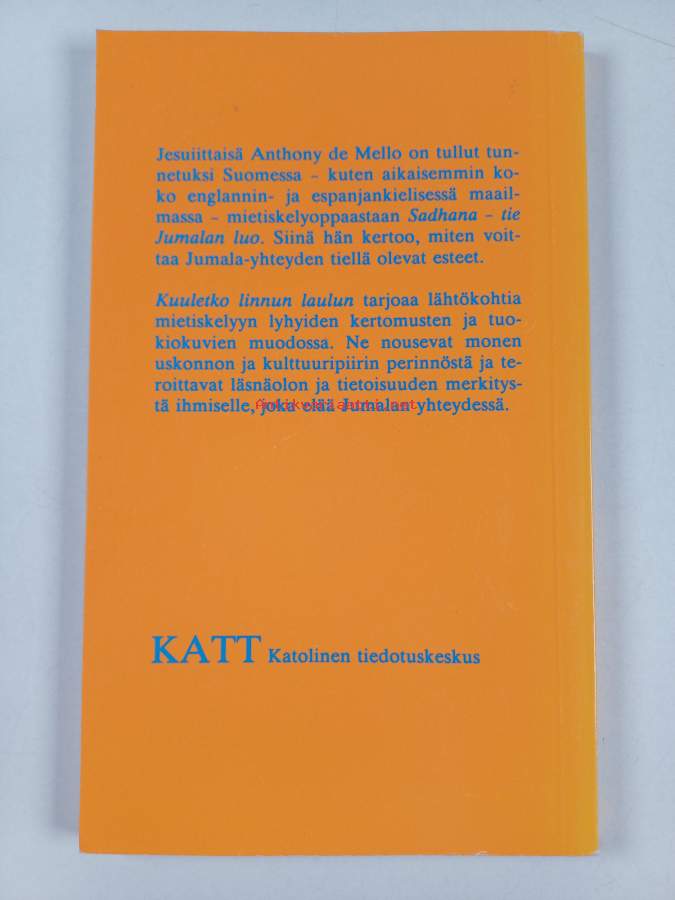 Jesuiittaisä Anthony de Mello on tullut tun-
netuksi Suomessa – kuten aikaisemmin ko-
ko englannin- ja espanjankielisessä maail-
massa – mietiskelyoppaastaan Sadhana – tie
Jumalan luo. Siinä hän kertoo, miten voit-
taa Jumala-yhteyden tiellä olevat esteet.
Kuuletko linnun laulun tarjoaa lähtökohtia
mietiskelyyn lyhyiden kertomusten ja tuo-
kiokuvien muodossa. Ne nousevat monen
uskonnon ja kulttuuripiirin perinnöstä ja te-
roittavat läsnäolon ja tietoisuuden merkitys-
tä ihmiselle, joka elää Jumalan yhteydessä.
Antikvariaatti.net
KATT Katolinen tiedotuskeskus